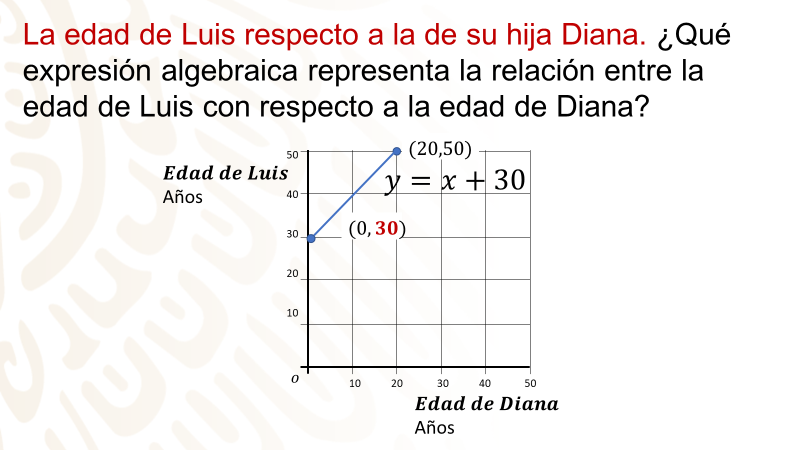 La edad de Luis respecto a la de su hija Diana. ¿Qué
expresión algebraica representa la relación entre la
edad de Luis con respecto a la edad de Diana?
(20,50)
50
Edad de Luis
y = x + 30
Años
40
(0, 30)
30
20
10
O
10 20 30 40 50
Edad de Diana
Años